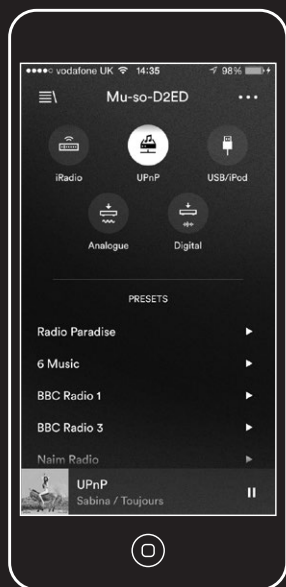 vodafone UK 14:35 98%
Mu-so-D2ED
iRadio UPnP USB/iPod
Analogue Digital
PRESETS
Radio Paradise
6 Music
BBC Radio 1
BBC Radio 3
Naim Radio
UPnP
Sabina / Toujours